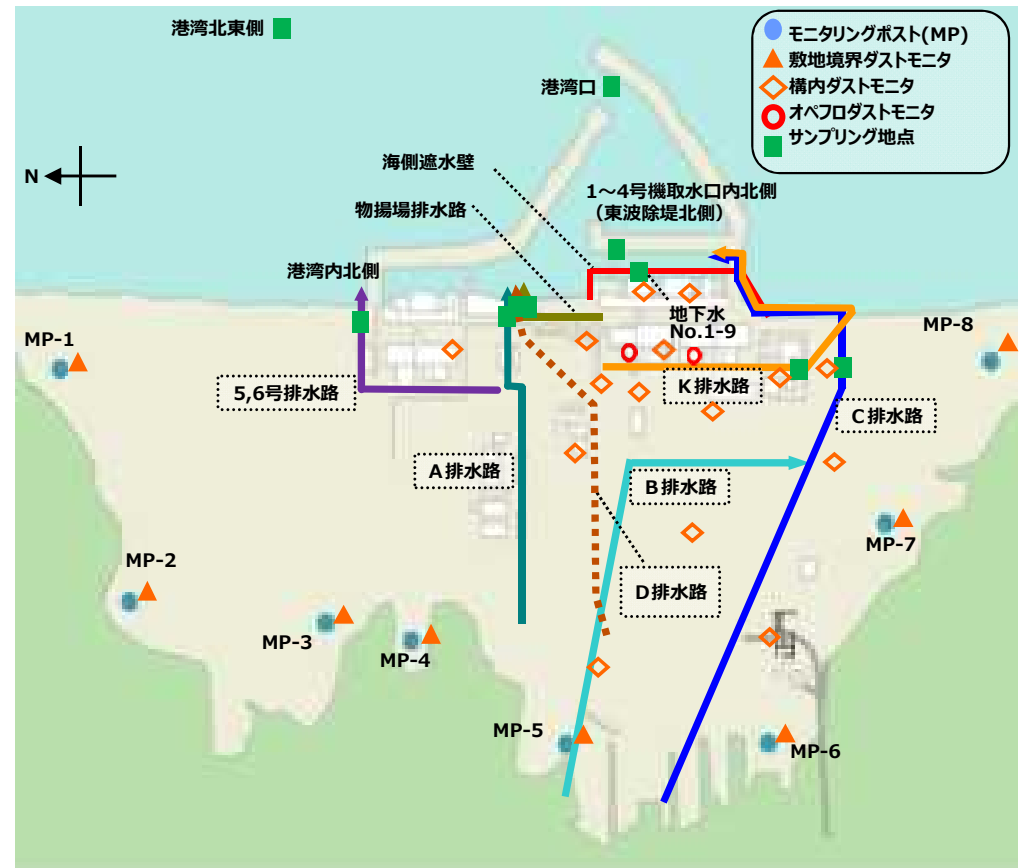 港湾北東側
港湾口
モニタリングポスト(MP)
敷地境界ダストモニタ
構内ダストモニタ
オペフロダストモニタ
サンプリング地点
N
海側遮水壁
物揚場排水路
1～4号機取水口内北側
（東波除堤北側）
港湾内北側
地下水
No.1-9
MP-1
MP-8
5,6号排水路
K排水路
C排水路
A排水路
B排水路
MP-7
MP-2
D排水路
MP-3
MP-4
MP-5
MP-6